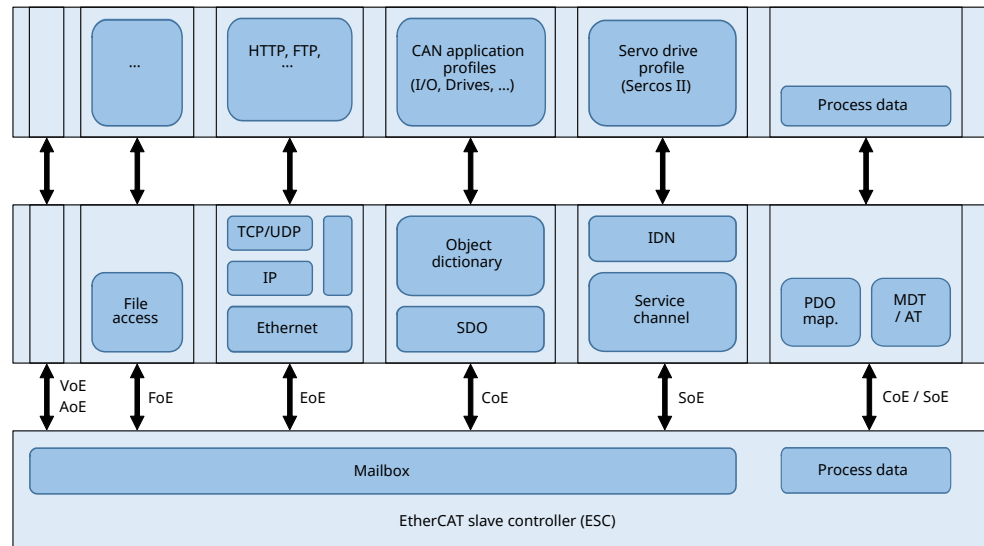 ...
HTTP, FTP,
...
CAN application
profiles
(I/O, Drives, ...)
Servo drive
profile
(Sercos II)
Process data
File
access
TCP/UDP
IP
Ethernet
Object
dictionary
SDO
IDN
Service
channel
PDO
map.
MDT
/ AT
VoE
AoE
FoE
EoE
CoE
SoE
CoE / SoE
Mailbox
Process data
EtherCAT slave controller (ESC)